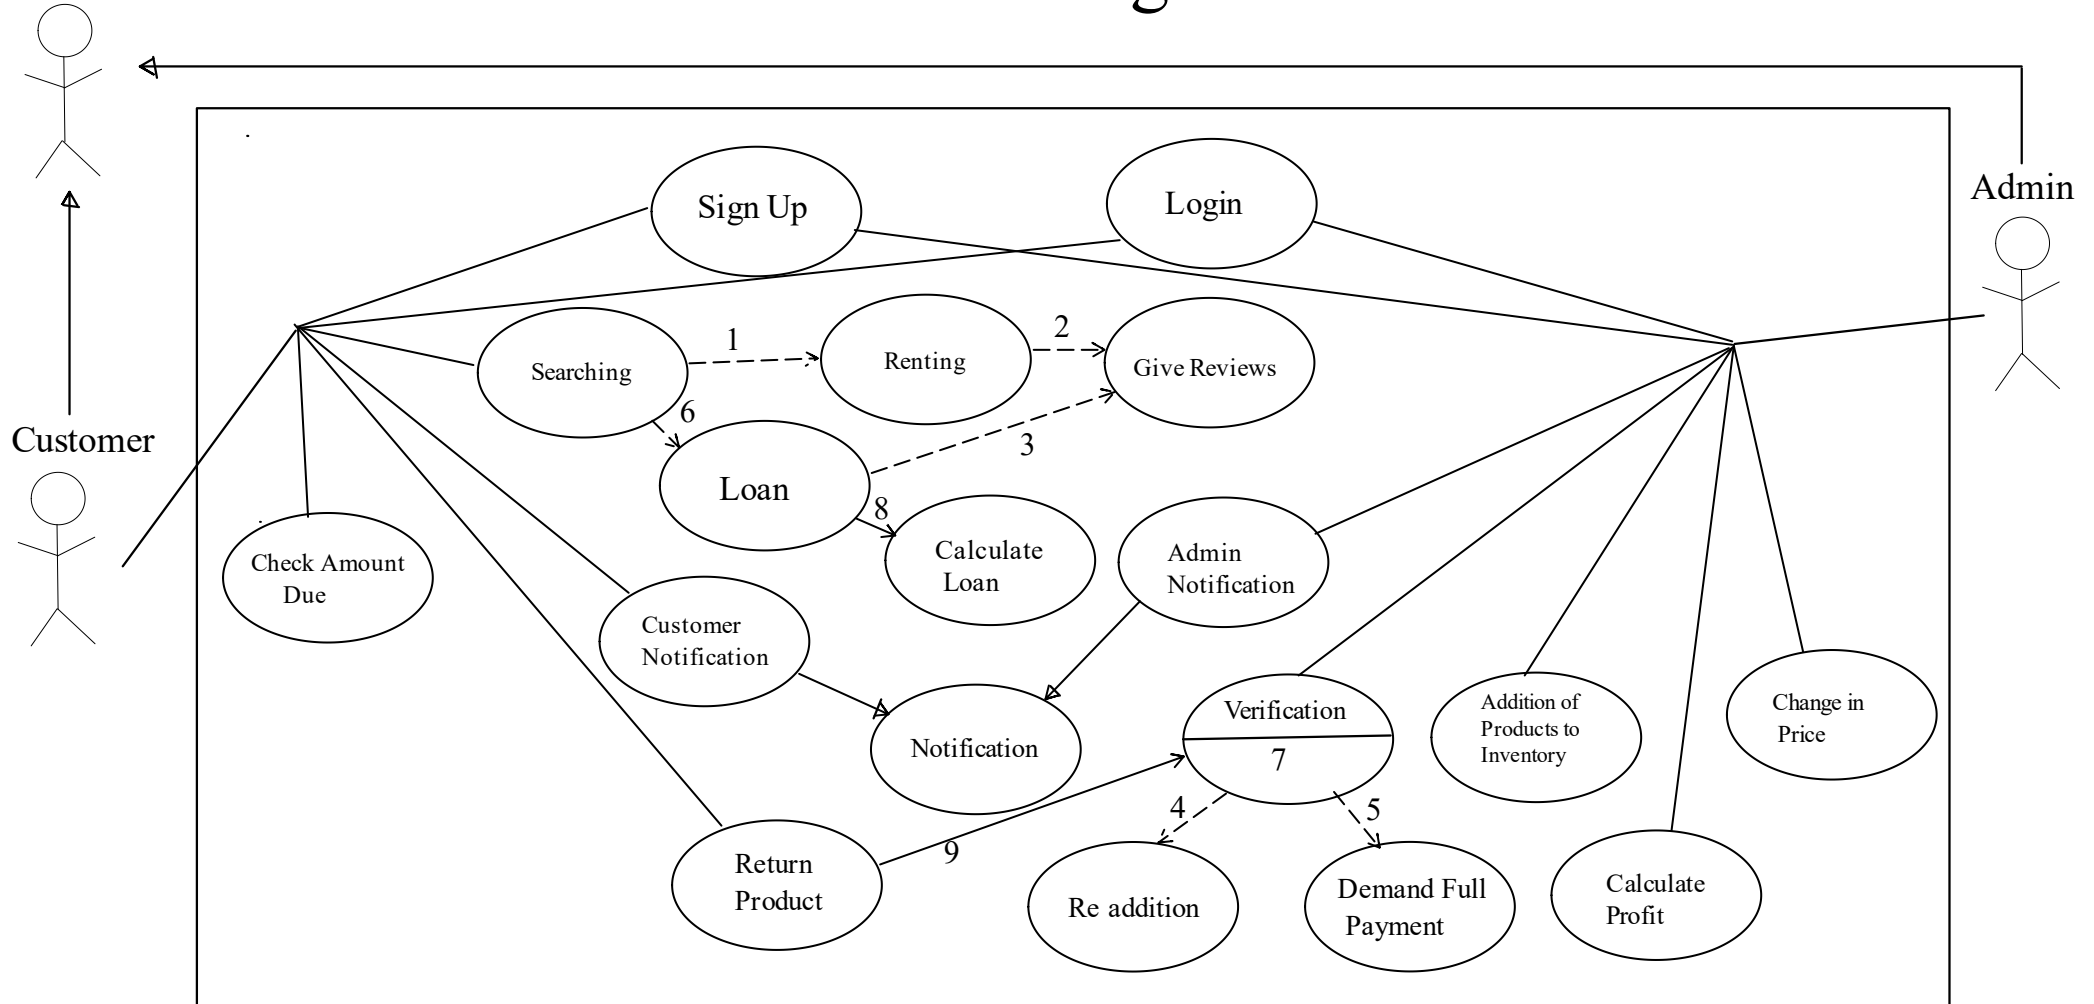 g
Admin
Sign Up
Login
Searching
1
Renting
2
Give Reviews
6
3
Customer
Loan
8
Check Amount
Due
Calculate
Loan
Admin
Notification
Customer
Notification
Notification
Verification
7
Addition of
Products to
Inventory
Change in
Price
4
5
9
Return
Product
Re addition
Demand Full
Payment
Calculate
Profit